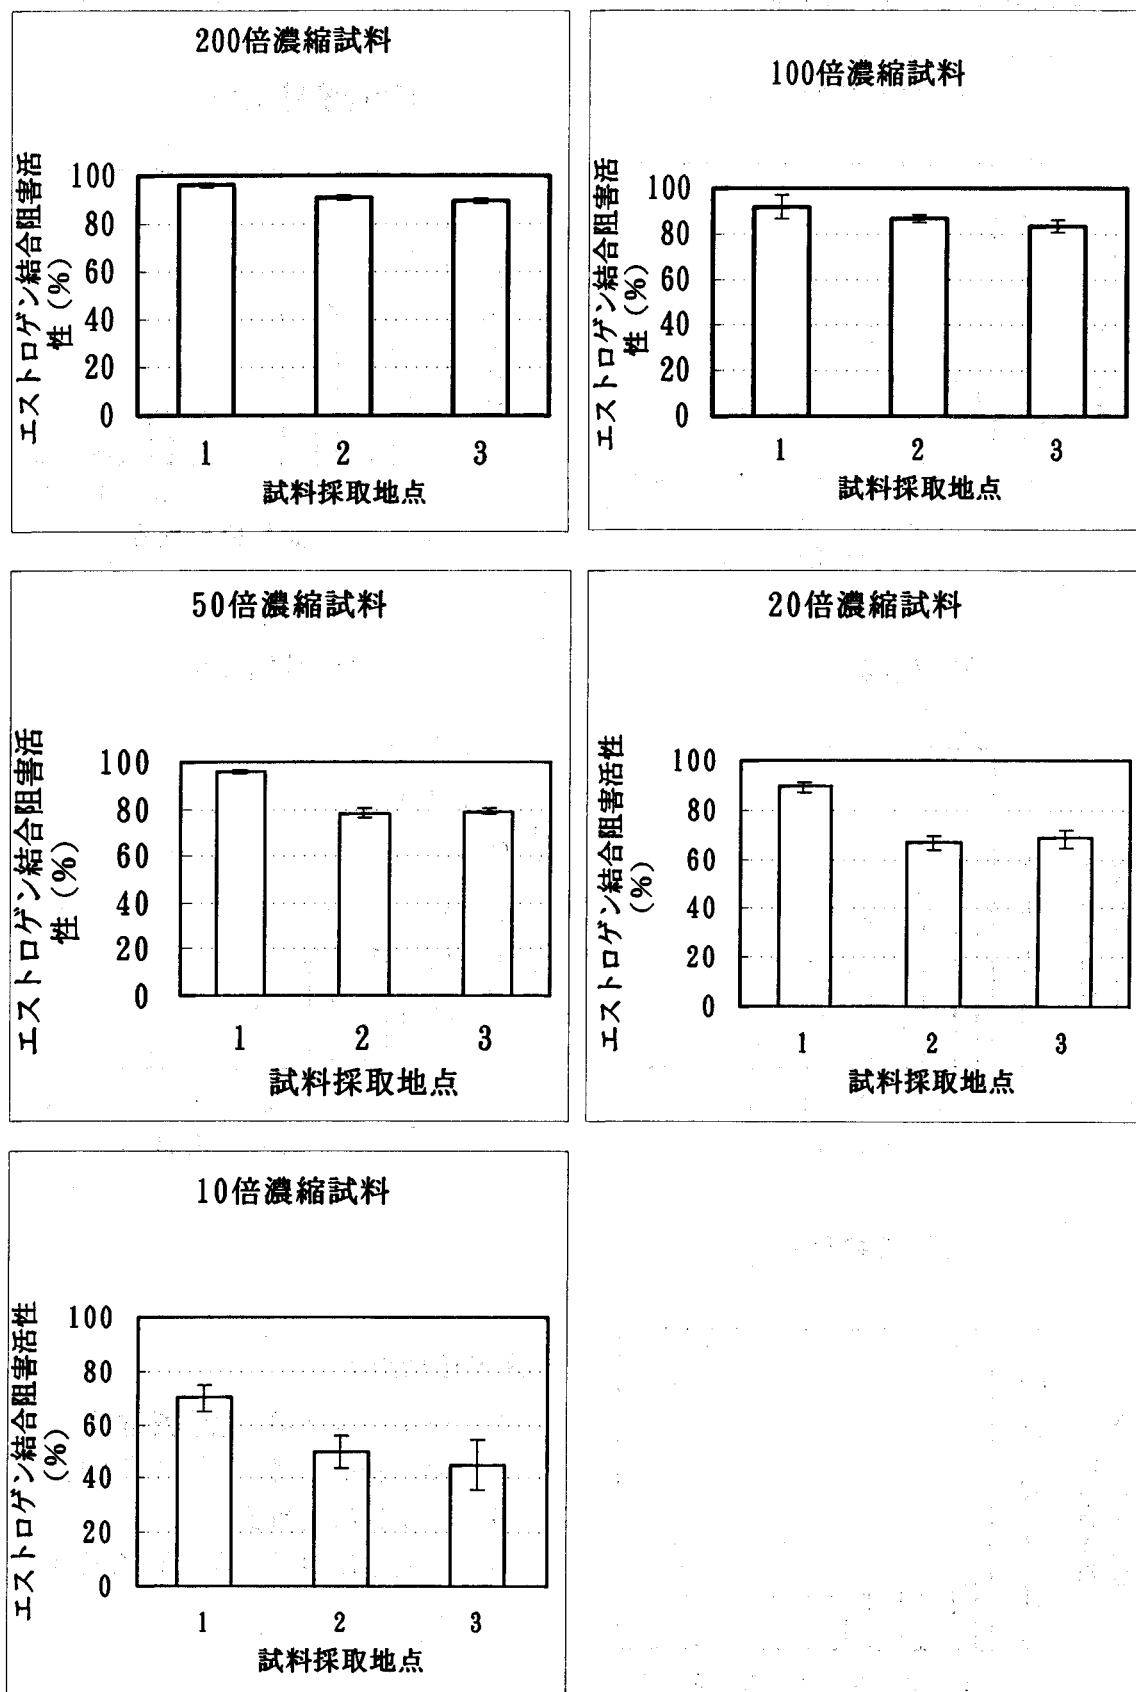 200倍濃縮試料
エストロゲン結合阻害活
性 (%)
100
80
60
40
20
0
1 2 3
試料採取地点
100倍濃縮試料
エストロゲン結合阻害活
性 (%)
100
80
60
40
20
0
1 2 3
試料採取地点
50倍濃縮試料
エストロゲン結合阻害活
性 (%)
100
80
60
40
20
0
1 2 3
試料採取地点
20倍濃縮試料
エストロゲン結合阻害活性
(%)
100
80
60
40
20
0
1 2 3
試料採取地点
10倍濃縮試料
エストロゲン結合阻害活性
(%)
100
80
60
40
20
0
1 2 3
試料採取地点